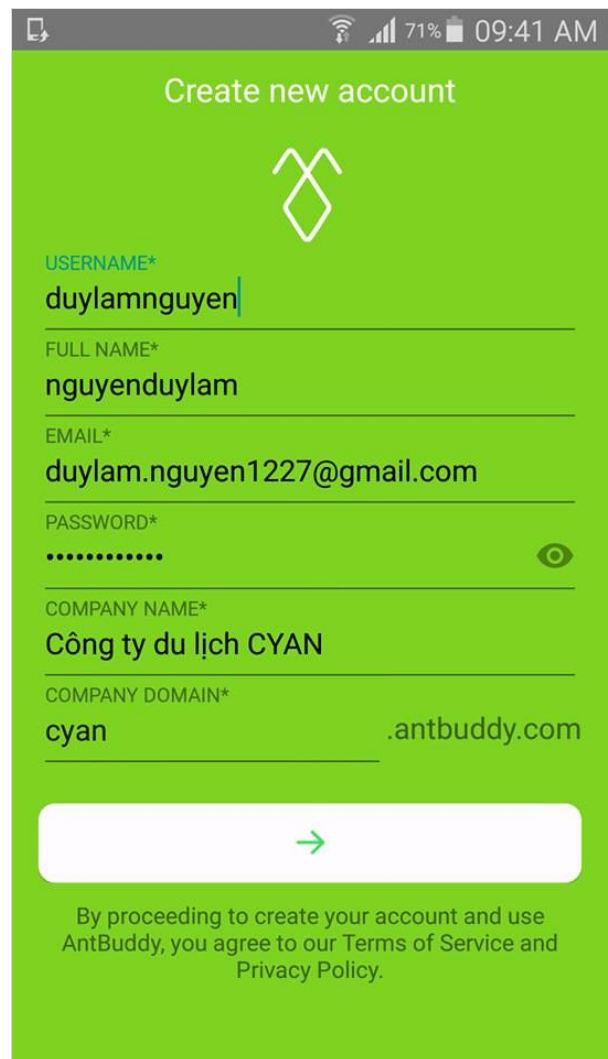 71% 09:41 AM
Create new account
USERNAME*
duylamnguyen
FULL NAME*
nguyenduylam
EMAIL*
duylam.nguyen1227@gmail.com
PASSWORD*
••••••••••••
COMPANY NAME*
Công ty du lịch CYAN
COMPANY DOMAIN*
cyan .antbuddy.com
By proceeding to create your account and use
AntBuddy, you agree to our Terms of Service and
Privacy Policy.